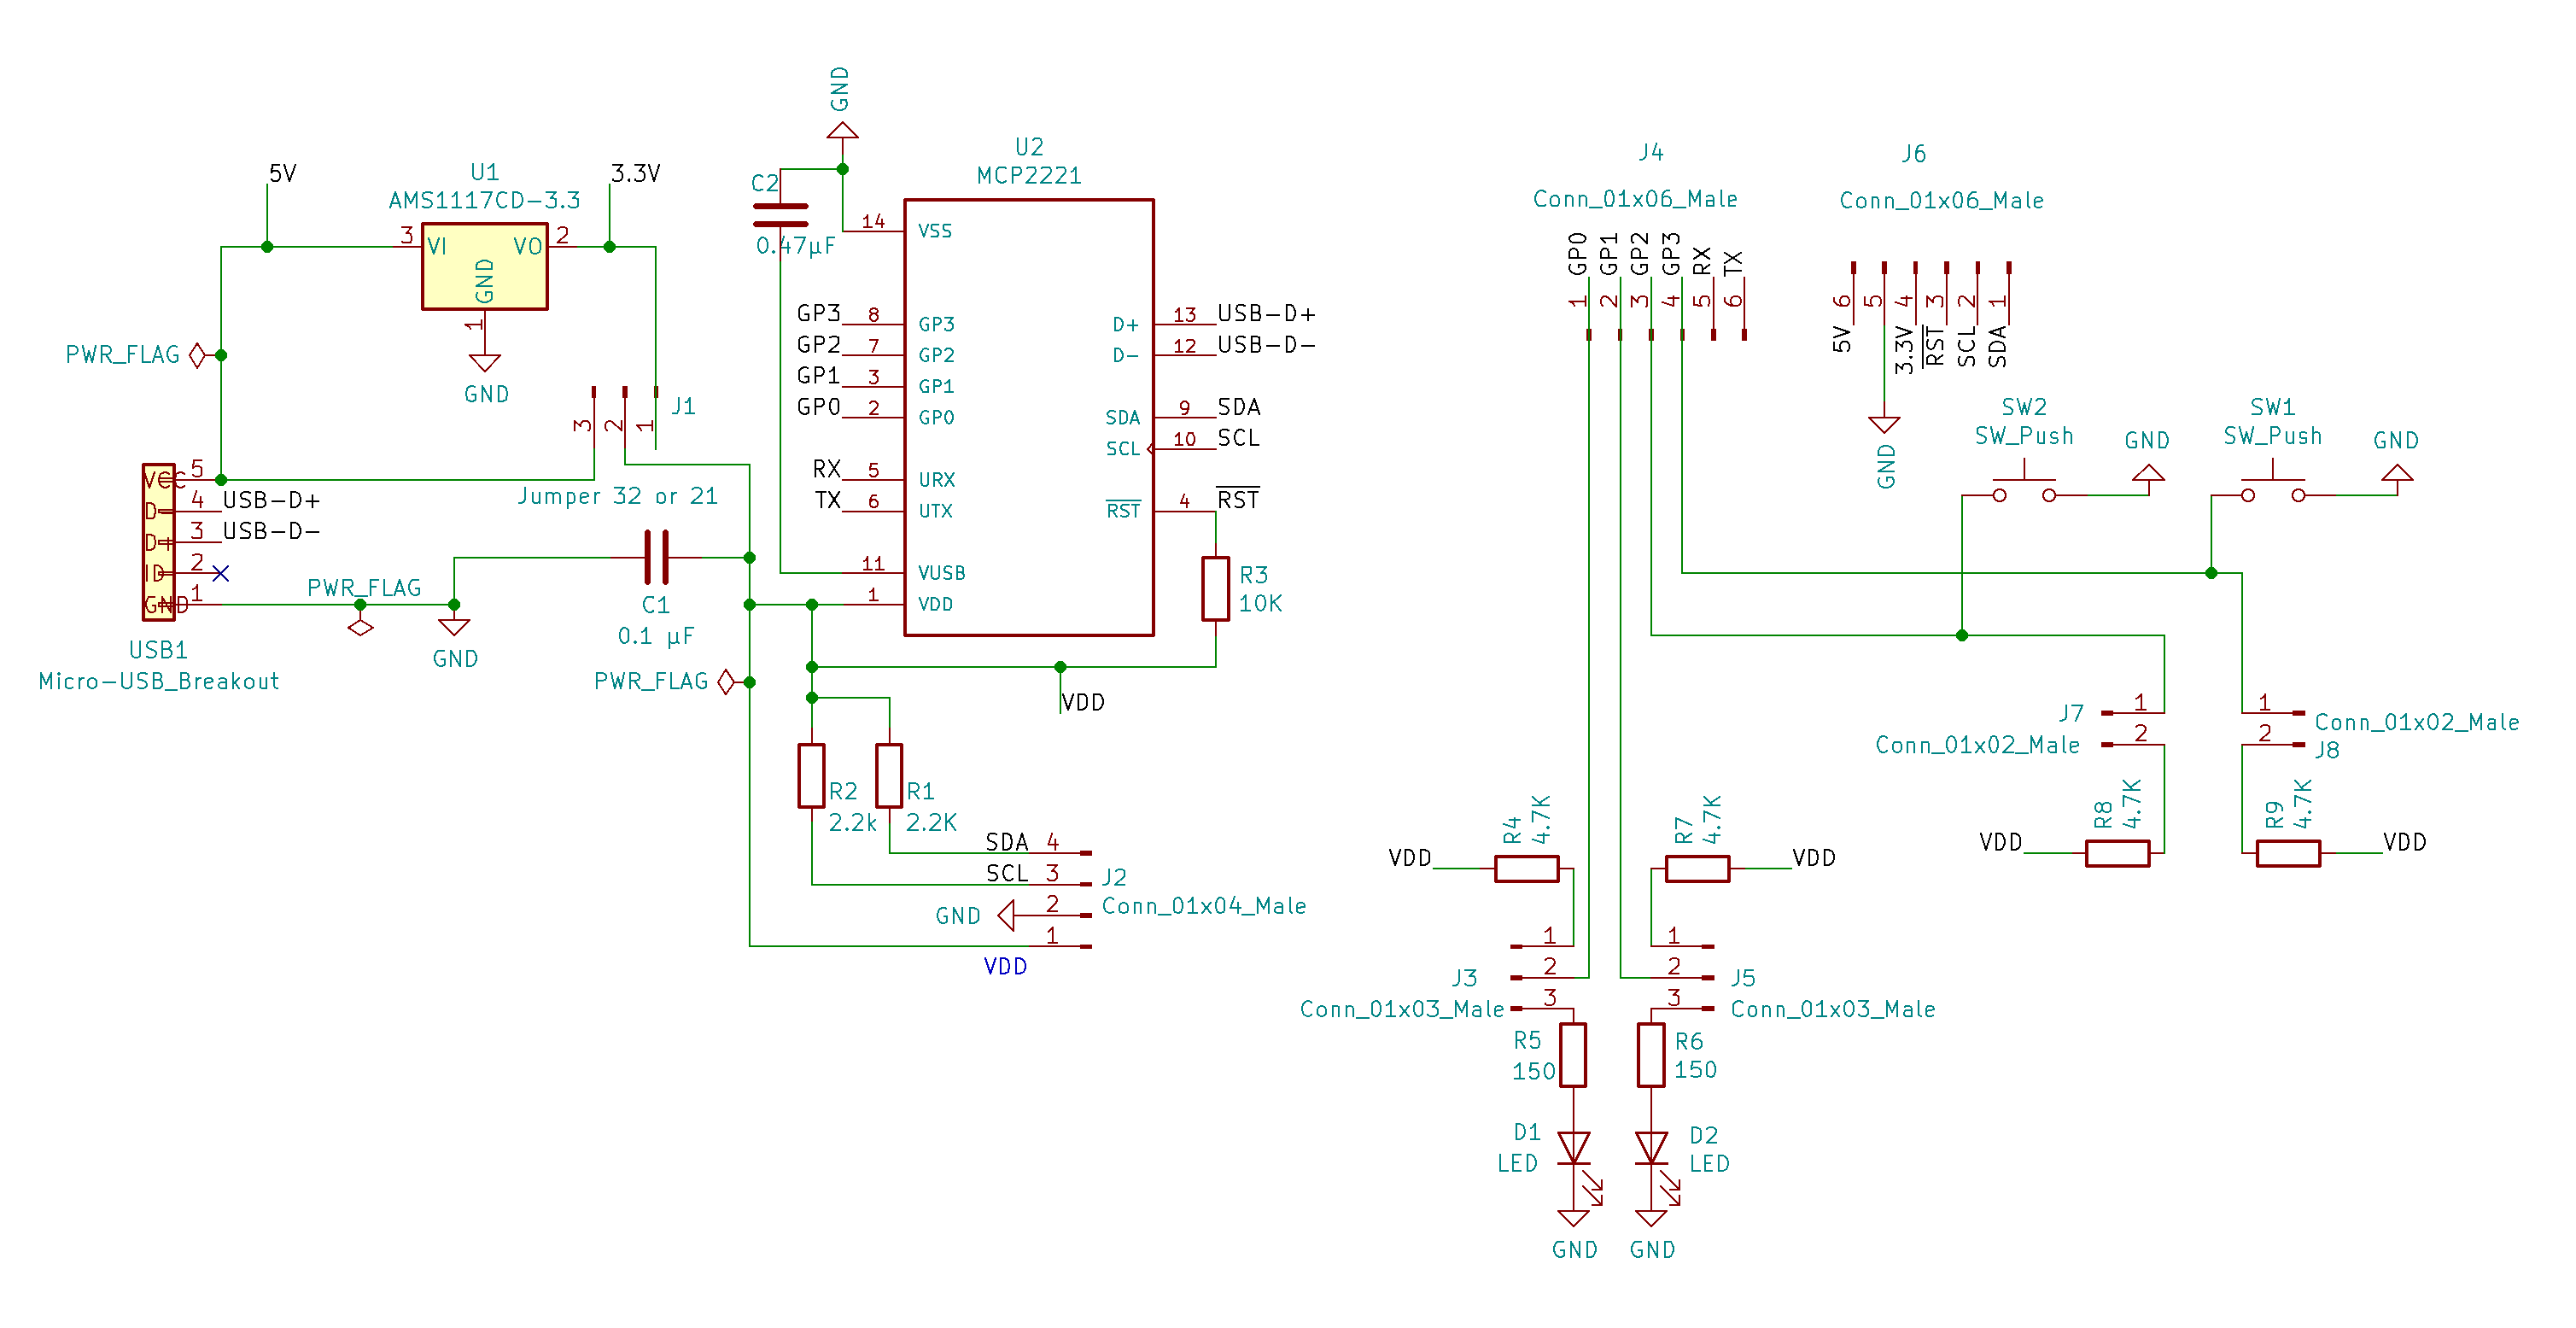 5V
3.3V
U1
AMS1117CD-3.3
3
VI
VO
2
GND
1
GND
PWR_FLAG
3
2
1
J1
Jumper 32 or 21
VCC
5
D-
4
USB-D+
D+
3
USB-D-
ID
2
GND
1
USB1
Micro-USB_Breakout
PWR_FLAG
GND
C1
0.1 µF
PWR_FLAG
GND
C2
0.47µF
U2
MCP2221
14
VSS
GP3
8
GP3
GP2
7
GP2
GP1
3
GP1
GP0
2
GP0
RX
5
URX
TX
6
UTX
11
VUSB
1
VDD
D+
13
USB-D+
D-
12
USB-D-
SDA
9
SDA
SCL
10
SCL
RST
4
RST
R3
10K
VDD
R2
2.2k
R1
2.2K
SDA
4
SCL
3
GND
2
1
VDD
J2
Conn_01x04_Male
J4
Conn_01x06_Male
GP0
GP1
GP2
GP3
RX
TX
1
2
3
4
5
6
J6
Conn_01x06_Male
6
5
4
3
2
1
5V
GND
3.3V
RST
SCL
SDA
SW2
SW_Push
GND
SW1
SW_Push
GND
J7
Conn_01x02_Male
1
2
1
2
Conn_01x02_Male
J8
VDD
R8
4.7K
R9
4.7K
VDD
VDD
R4
4.7K
R7
4.7K
VDD
1
2
3
J3
Conn_01x03_Male
1
2
3
J5
Conn_01x03_Male
R5
150
R6
150
D1
LED
D2
LED
GND
GND